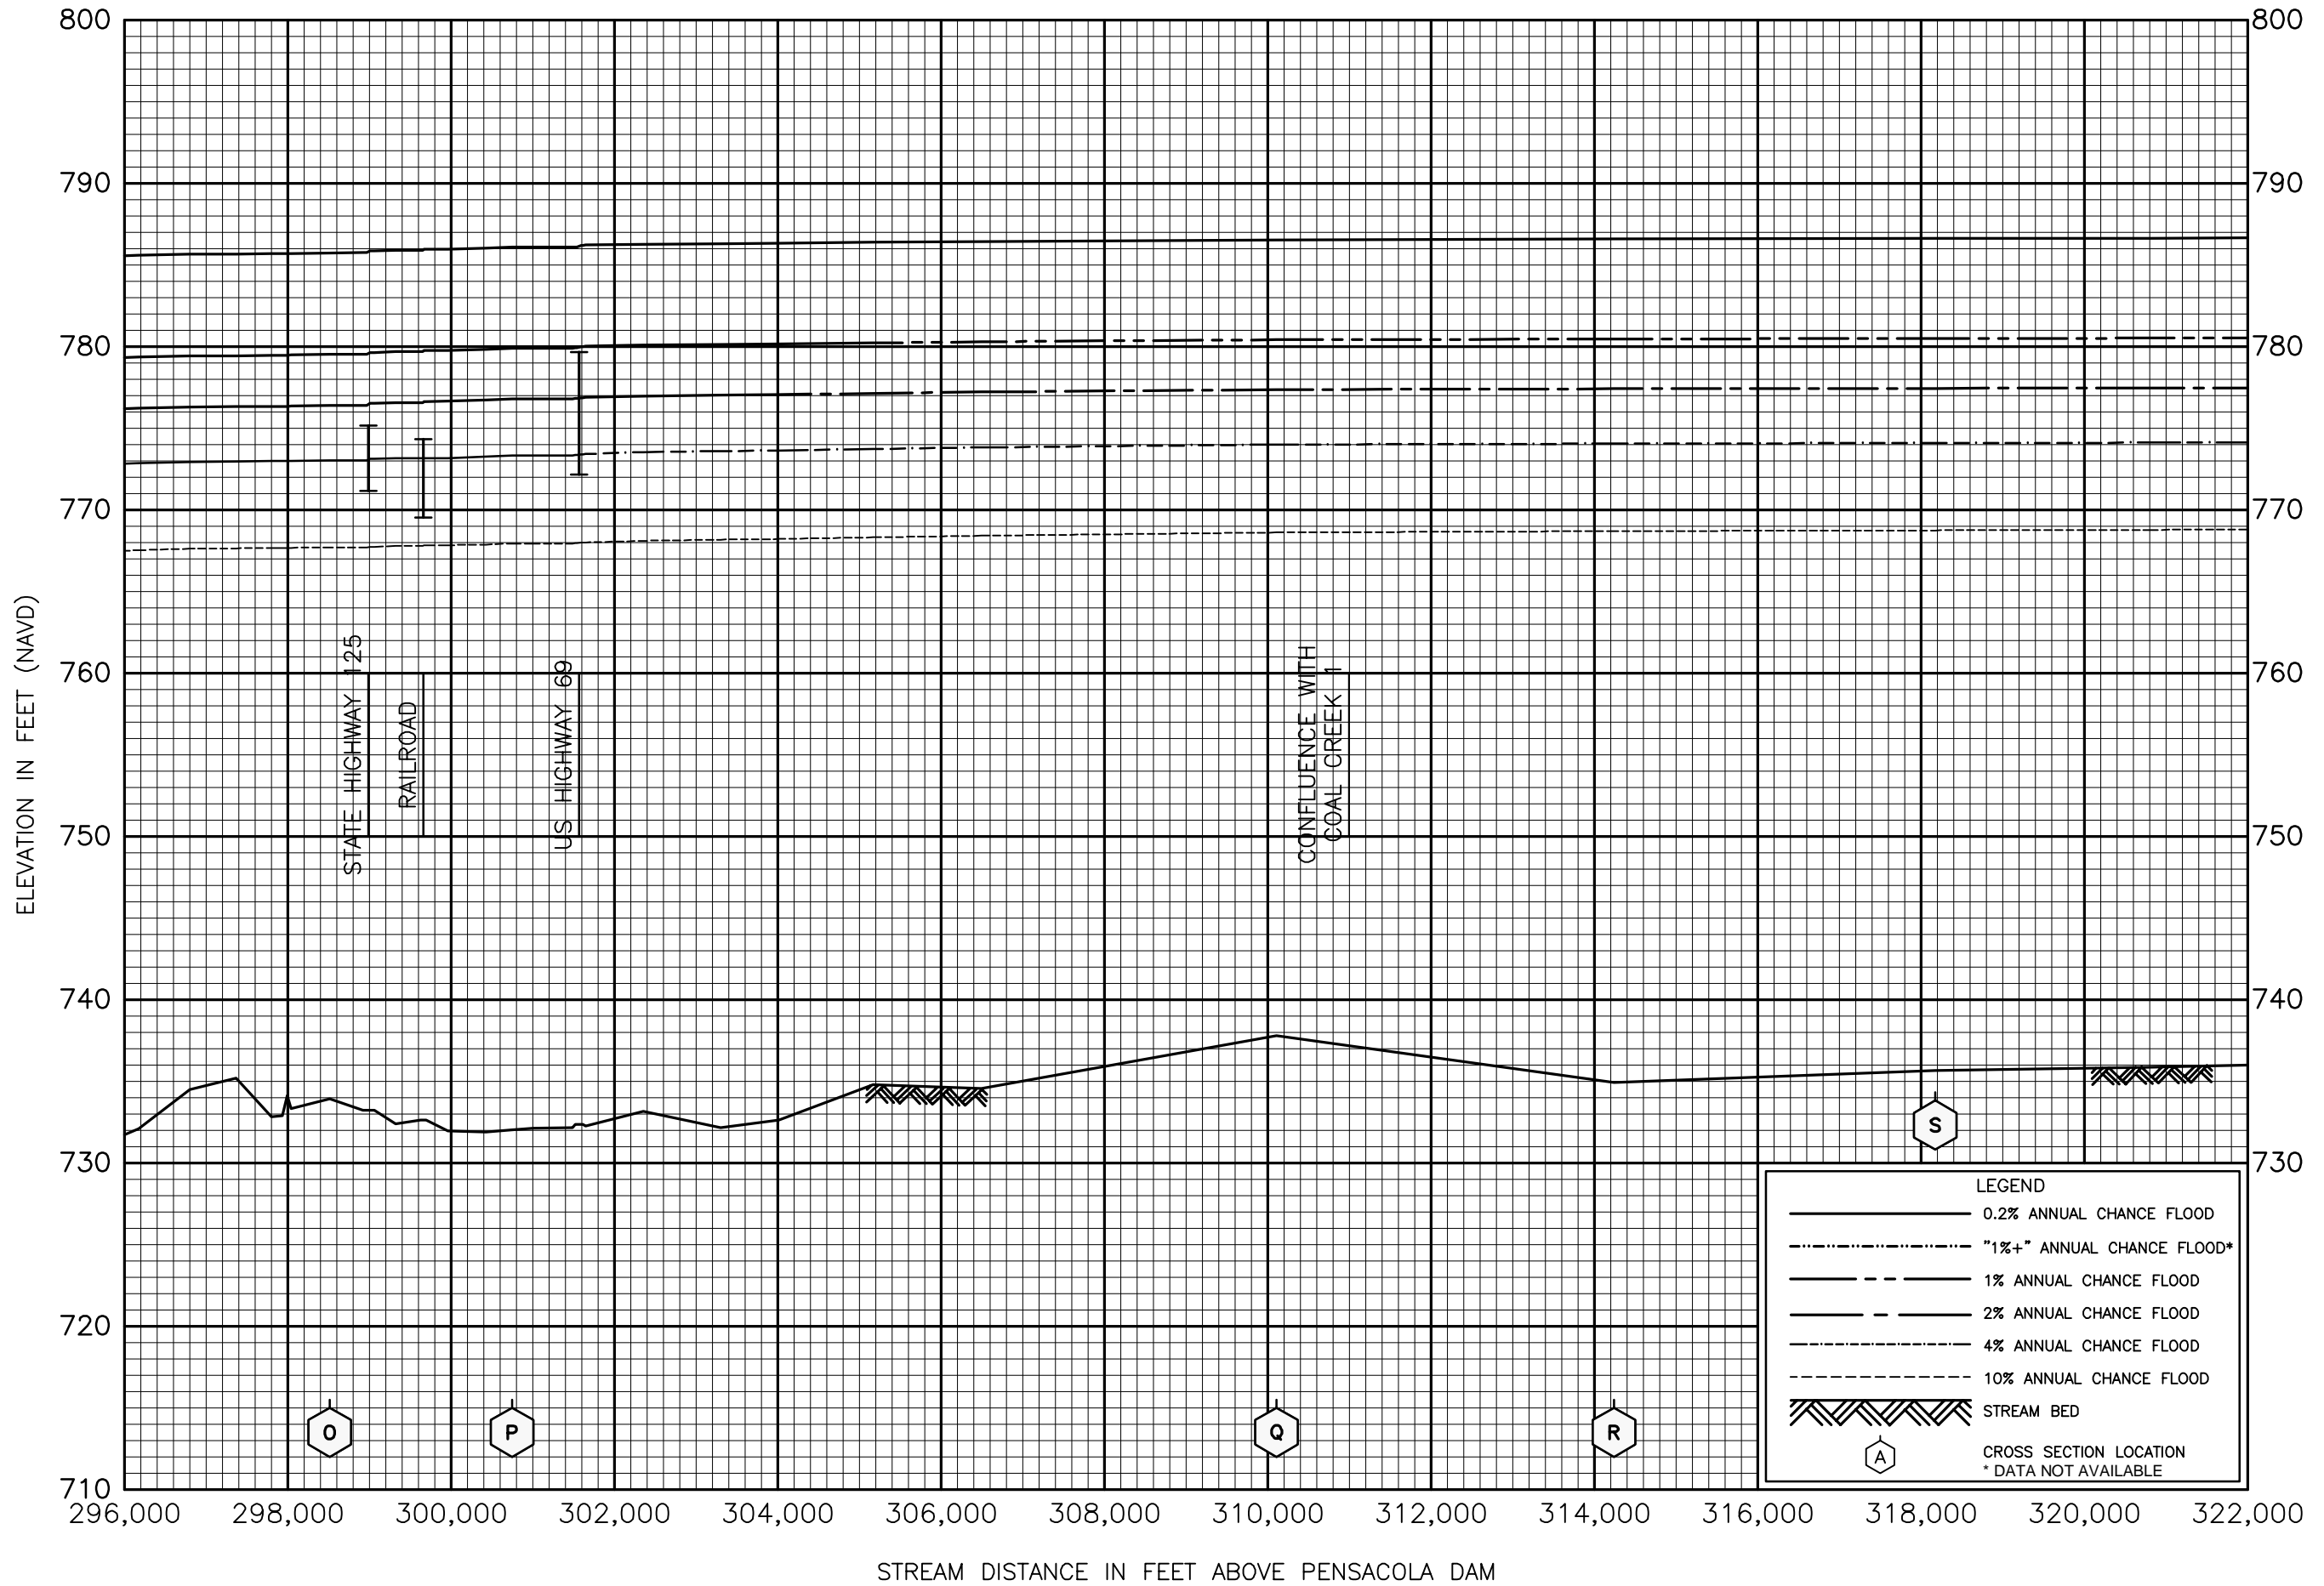 800
790
780
770
760
750
740
730
720
710
ELEVATION IN FEET (NAVD)
800
790
780
770
760
750
740
730
STATE HIGHWAY 125
RAILROAD
US HIGHWAY 69
CONFLUENCE WITH
COAL CREEK 1
O
P
Q
R
S
LEGEND
0.2% ANNUAL CHANCE FLOOD
"1%+" ANNUAL CHANCE FLOOD*
1% ANNUAL CHANCE FLOOD
2% ANNUAL CHANCE FLOOD
4% ANNUAL CHANCE FLOOD
10% ANNUAL CHANCE FLOOD
STREAM BED
A
CROSS SECTION LOCATION
* DATA NOT AVAILABLE
296,000 298,000 300,000 302,000 304,000 306,000 308,000 310,000 312,000 314,000 316,000 318,000 320,000 322,000
STREAM DISTANCE IN FEET ABOVE PENSACOLA DAM